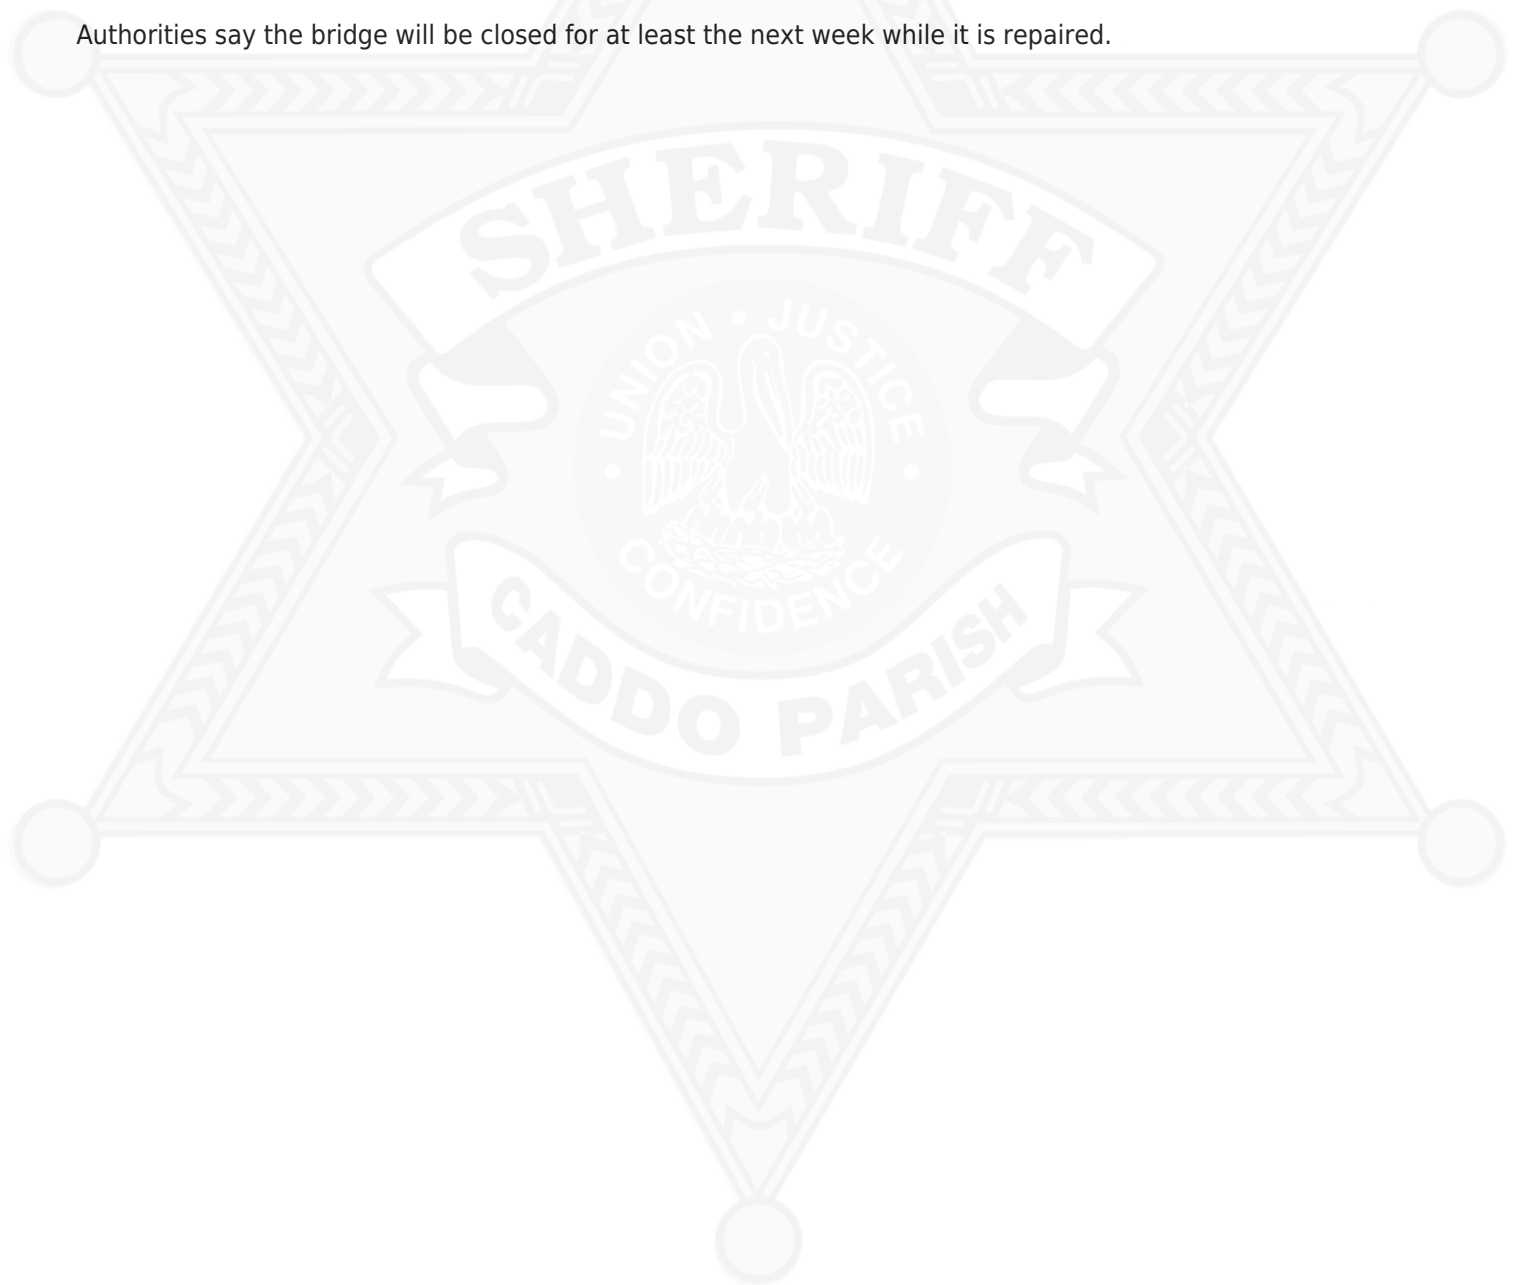 Authorities say the bridge will be closed for at least the next week while it is repaired.
SHERIFF
UNION • JUSTICE
• CONFIDENCE •
CADDO PARISH